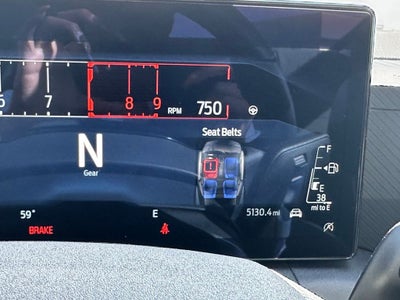 6 7 8 9 RPM 750
Seat Belts
N
Gear
F
E
38
mi to E
59° E 5130.4 mi
BRAKE